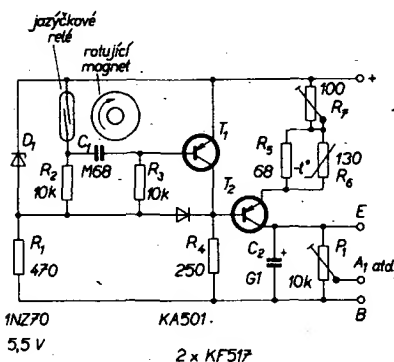 jazýčkové
relé
rotující
magnet
100
R7
+
D1
C1
M68
R2
10k
R3
10k
T1
T2
R5
68
-t°
130
R6
R1
470
R4
250
C2
G1
+
E
P1
10k
A1 atd.
B
1NZ70
5,5 V
KA501
2 x KF517